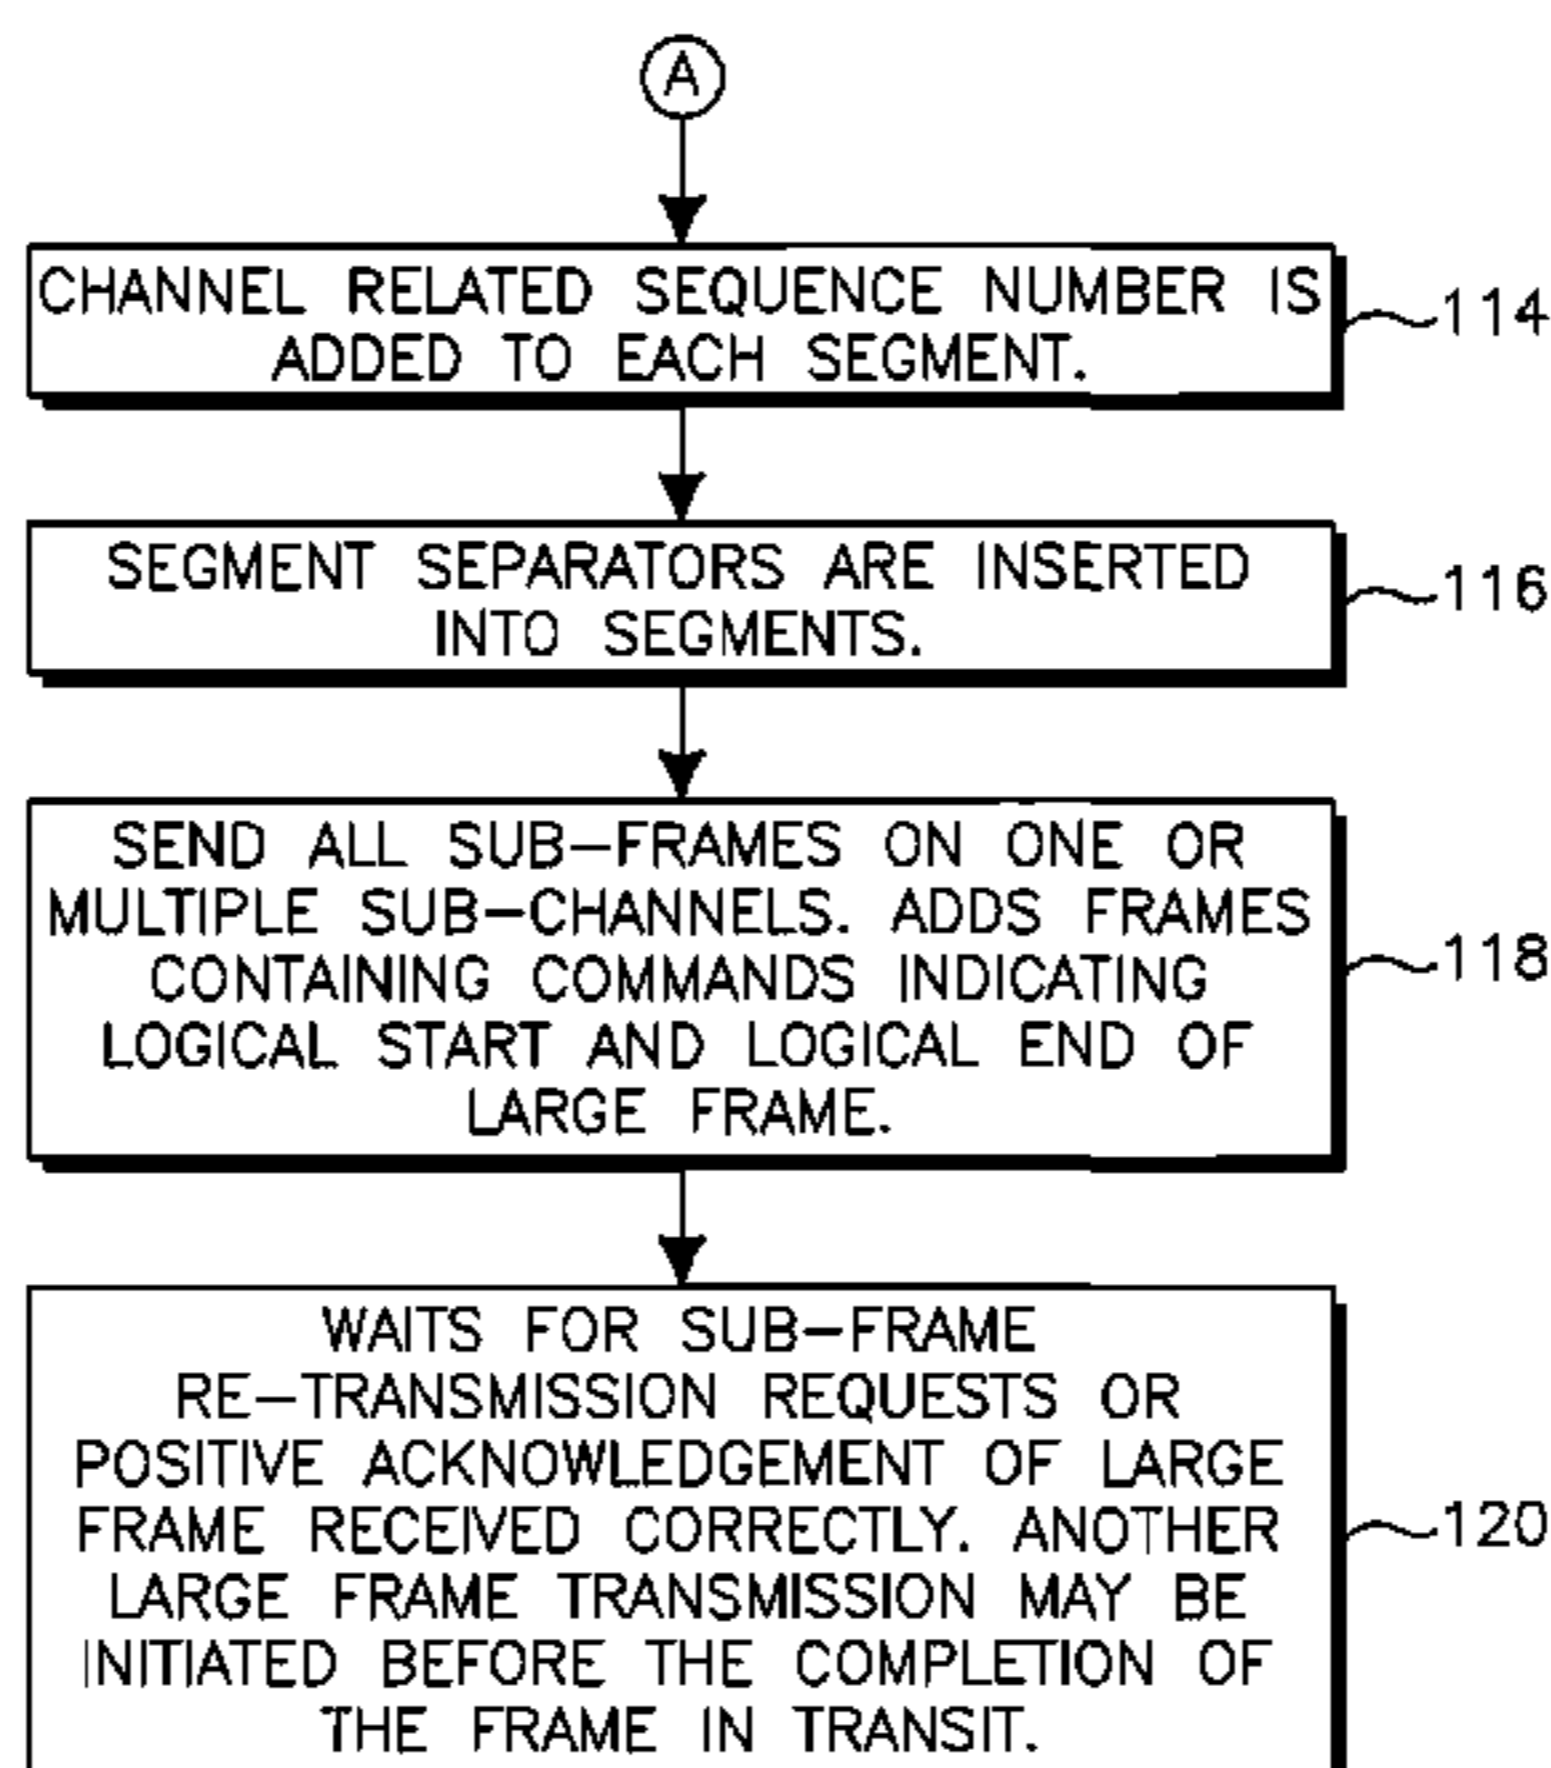 A
CHANNEL RELATED SEQUENCE NUMBER IS
ADDED TO EACH SEGMENT.
114
SEGMENT SEPARATORS ARE INSERTED
INTO SEGMENTS.
116
SEND ALL SUB-FRAMES ON ONE OR
MULTIPLE SUB-CHANNELS. ADDS FRAMES
CONTAINING COMMANDS INDICATING
LOGICAL START AND LOGICAL END OF
LARGE FRAME.
118
WAITS FOR SUB-FRAME
RE-TRANSMISSION REQUESTS OR
POSITIVE ACKNOWLEDGEMENT OF LARGE
FRAME RECEIVED CORRECTLY. ANOTHER
LARGE FRAME TRANSMISSION MAY BE
INITIATED BEFORE THE COMPLETION OF
THE FRAME IN TRANSIT.
120